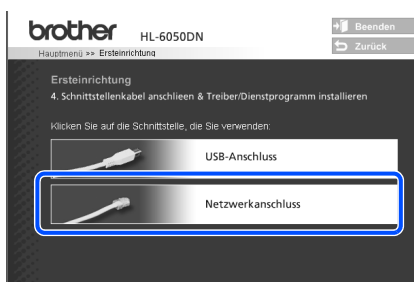 brother HL-6050DN
Beenden
Zurück
Hauptmenü >> Ersteinrichtung
Ersteinrichtung
4. Schnittstellenkabel anschlieen & Treiber/Dienstprogramm installieren
Klicken Sie auf die Schnittstelle, die Sie verwenden:
USB-Anschluss
Netzwerkanschluss